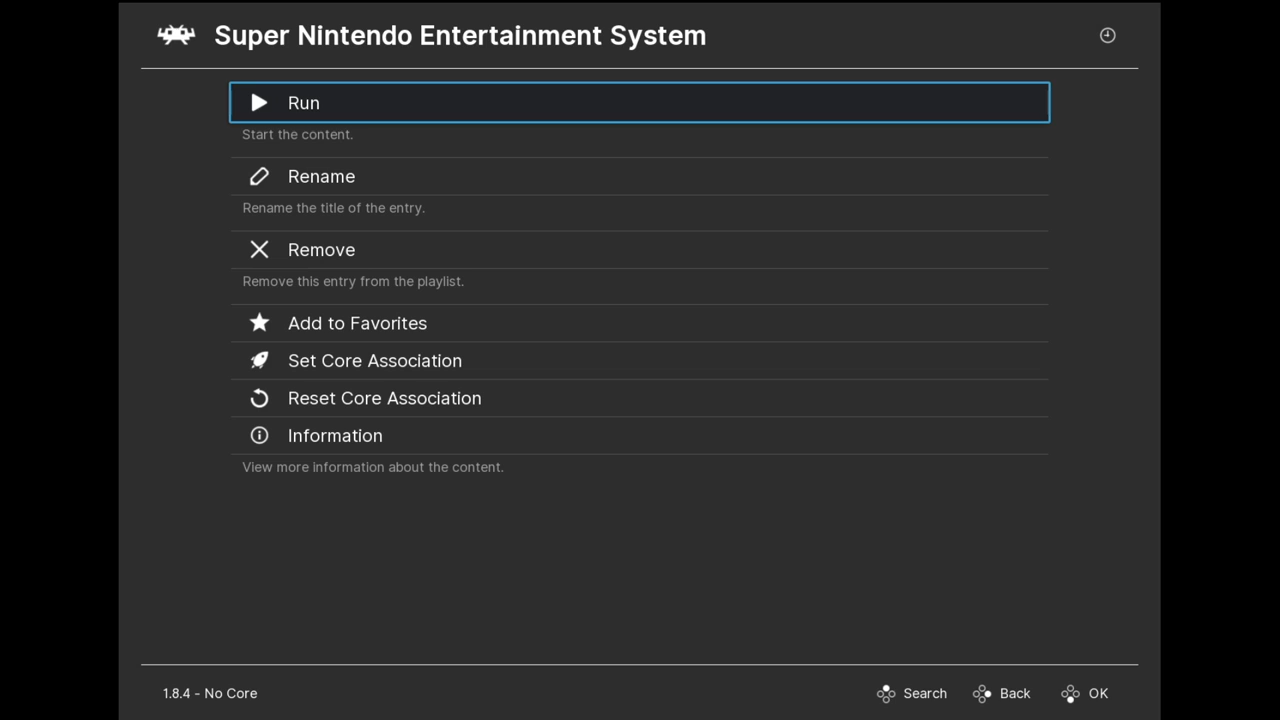 Super Nintendo Entertainment System
Run
Start the content.
Rename
Rename the title of the entry.
Remove
Remove this entry from the playlist.
Add to Favorites
Set Core Association
Reset Core Association
Information
View more information about the content.
1.8.4 - No Core
Search
Back
OK